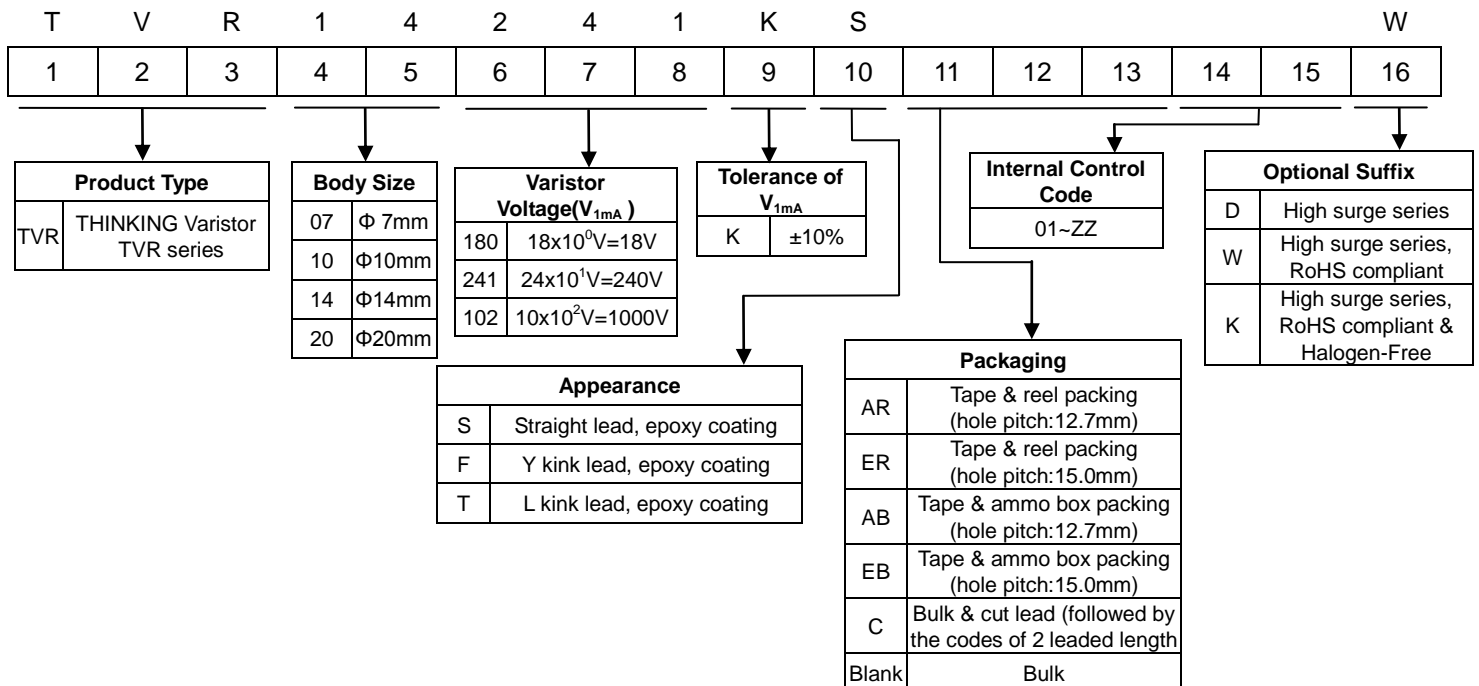 T V R 1 4 2 4 1 K S W
1 2 3 4 5 6 7 8 9 10 11 12 13 14 15 16
Product Type
TVR THINKING Varistor
TVR series
Body Size
07 Φ 7mm
10 Φ10mm
14 Φ14mm
20 Φ20mm
Varistor
Voltage(V1mA )
180 18x10⁰V=18V
241 24x10¹V=240V
102 10x10²V=1000V
Tolerance of
V1mA
K ±10%
Internal Control
Code
01~ZZ
Optional Suffix
D High surge series
W High surge series,
RoHS compliant
K High surge series,
RoHS compliant &
Halogen-Free
Appearance
S Straight lead, epoxy coating
F Y kink lead, epoxy coating
T L kink lead, epoxy coating
Packaging
AR Tape & reel packing
(hole pitch:12.7mm)
ER Tape & reel packing
(hole pitch:15.0mm)
AB Tape & ammo box packing
(hole pitch:12.7mm)
EB Tape & ammo box packing
(hole pitch:15.0mm)
C Bulk & cut lead (followed by
the codes of 2 leaded length
Blank Bulk